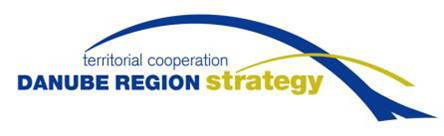 territorial cooperation
DANUBE REGION strategy